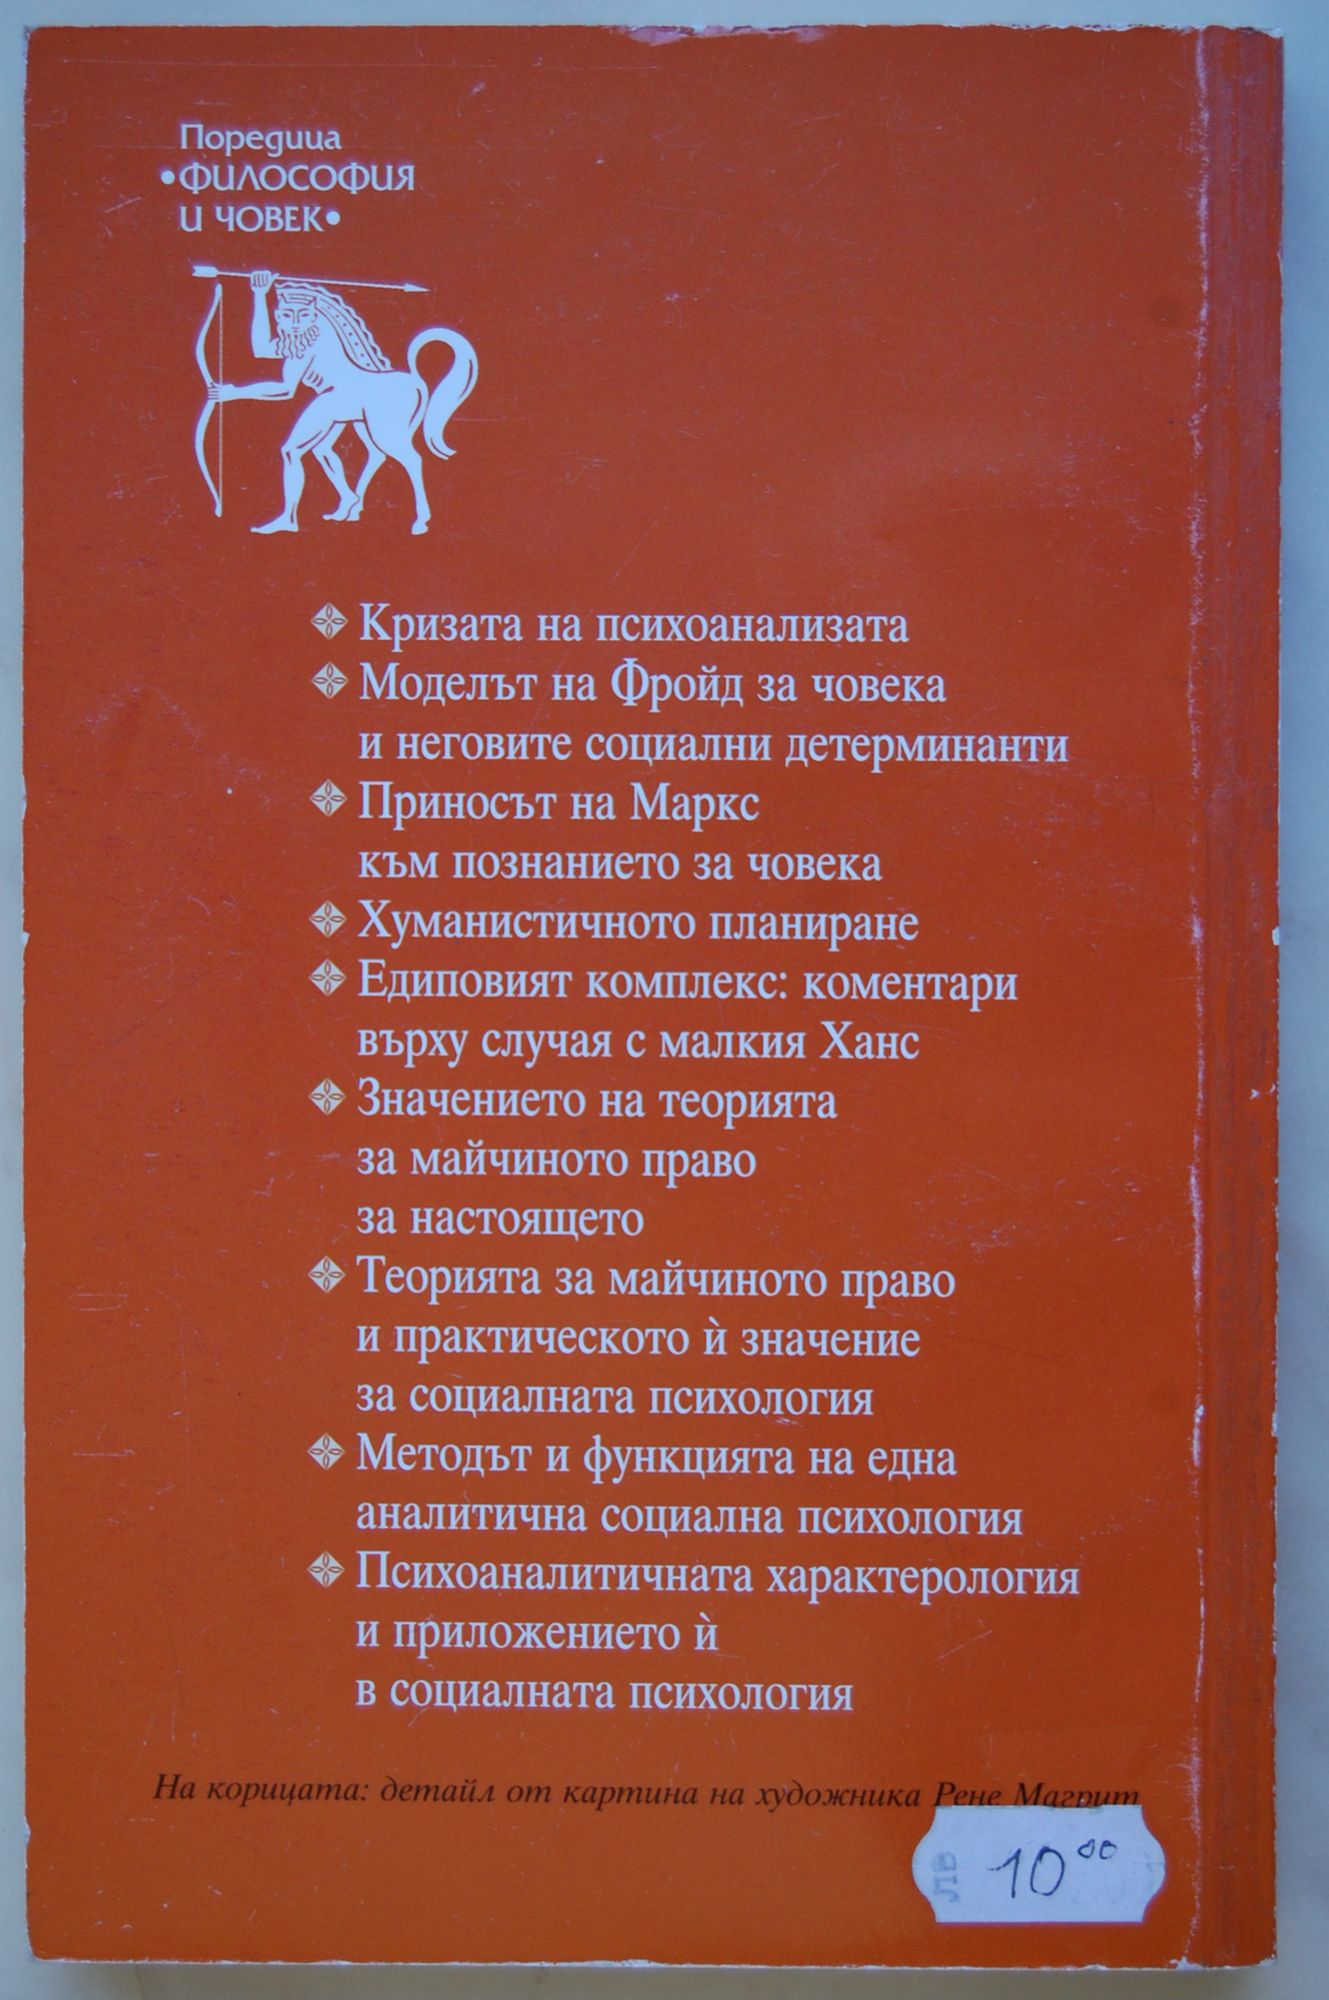 Поредица
•ФИЛОСОФИЯ
И ЧОВЕК•
Кризата на психоанализата
Моделът на Фройд за човека
и неговите социални детерминанти
Приносът на Маркс
към познанието за човека
Хуманистичното планиране
Едиповият комплекс: коментари
върху случая с малкия Ханс
Значението на теорията
за майчиното право
за настоящето
Теорията за майчиното право
и практическото ѝ значение
за социалната психология
Методът и функцията на една
аналитична социална психология
Психоаналитичната характерология
и приложението ѝ
в социалната психология
На корицата: детайл от картина на художника Рене Магрит
лв 10⁰⁰